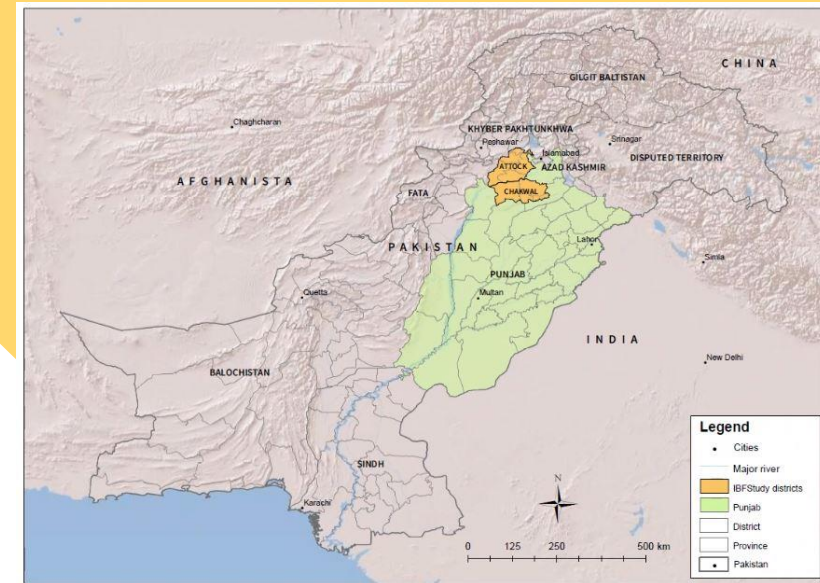 CHINA
GILGIT BALTISTAN
Chaghcharan
KHYBER PAKHTUNKHWA
Peshawar
Islamabad
Srinagar
DISPUTED TERRITORY
ATTOCK
AZAD KASHMIR
AFGHANISTA
FATA
CHAKWAL
PAKISTAN
Lahor
Simla
PUNJAB
Quetta
Multan
INDIA
New Delhi
BALOCHISTAN
SINDH
Karachi
N
0 125 250 500 km
Legend
Cities
Major river
IBFStudy districts
Punjab
District
Province
Pakistan